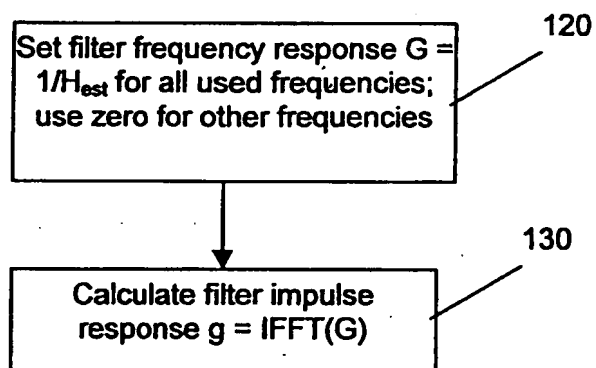 120
Set filter frequency response G =
1/Hest for all used frequencies;
use zero for other frequencies
130
Calculate filter impulse
response g = IFFT(G)